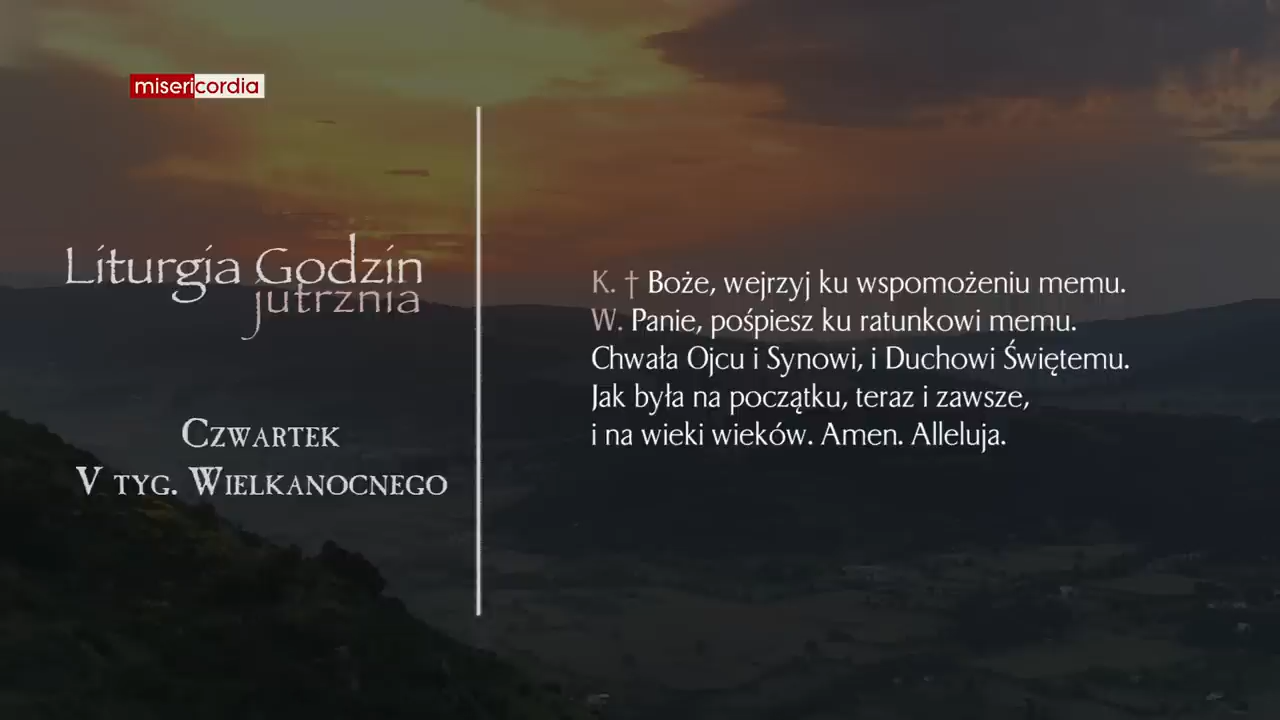 misericordia
Liturgia Godzin
jutrznia
Czwartek
V tyg. Wielkanocnego
K. † Boże, wejrzyj ku wspomożeniu memu.
W. Panie, pośpiesz ku ratunkowi memu.
Chwała Ojcu i Synowi, i Duchowi Świętemu.
Jak była na początku, teraz i zawsze,
i na wieki wieków. Amen. Alleluja.